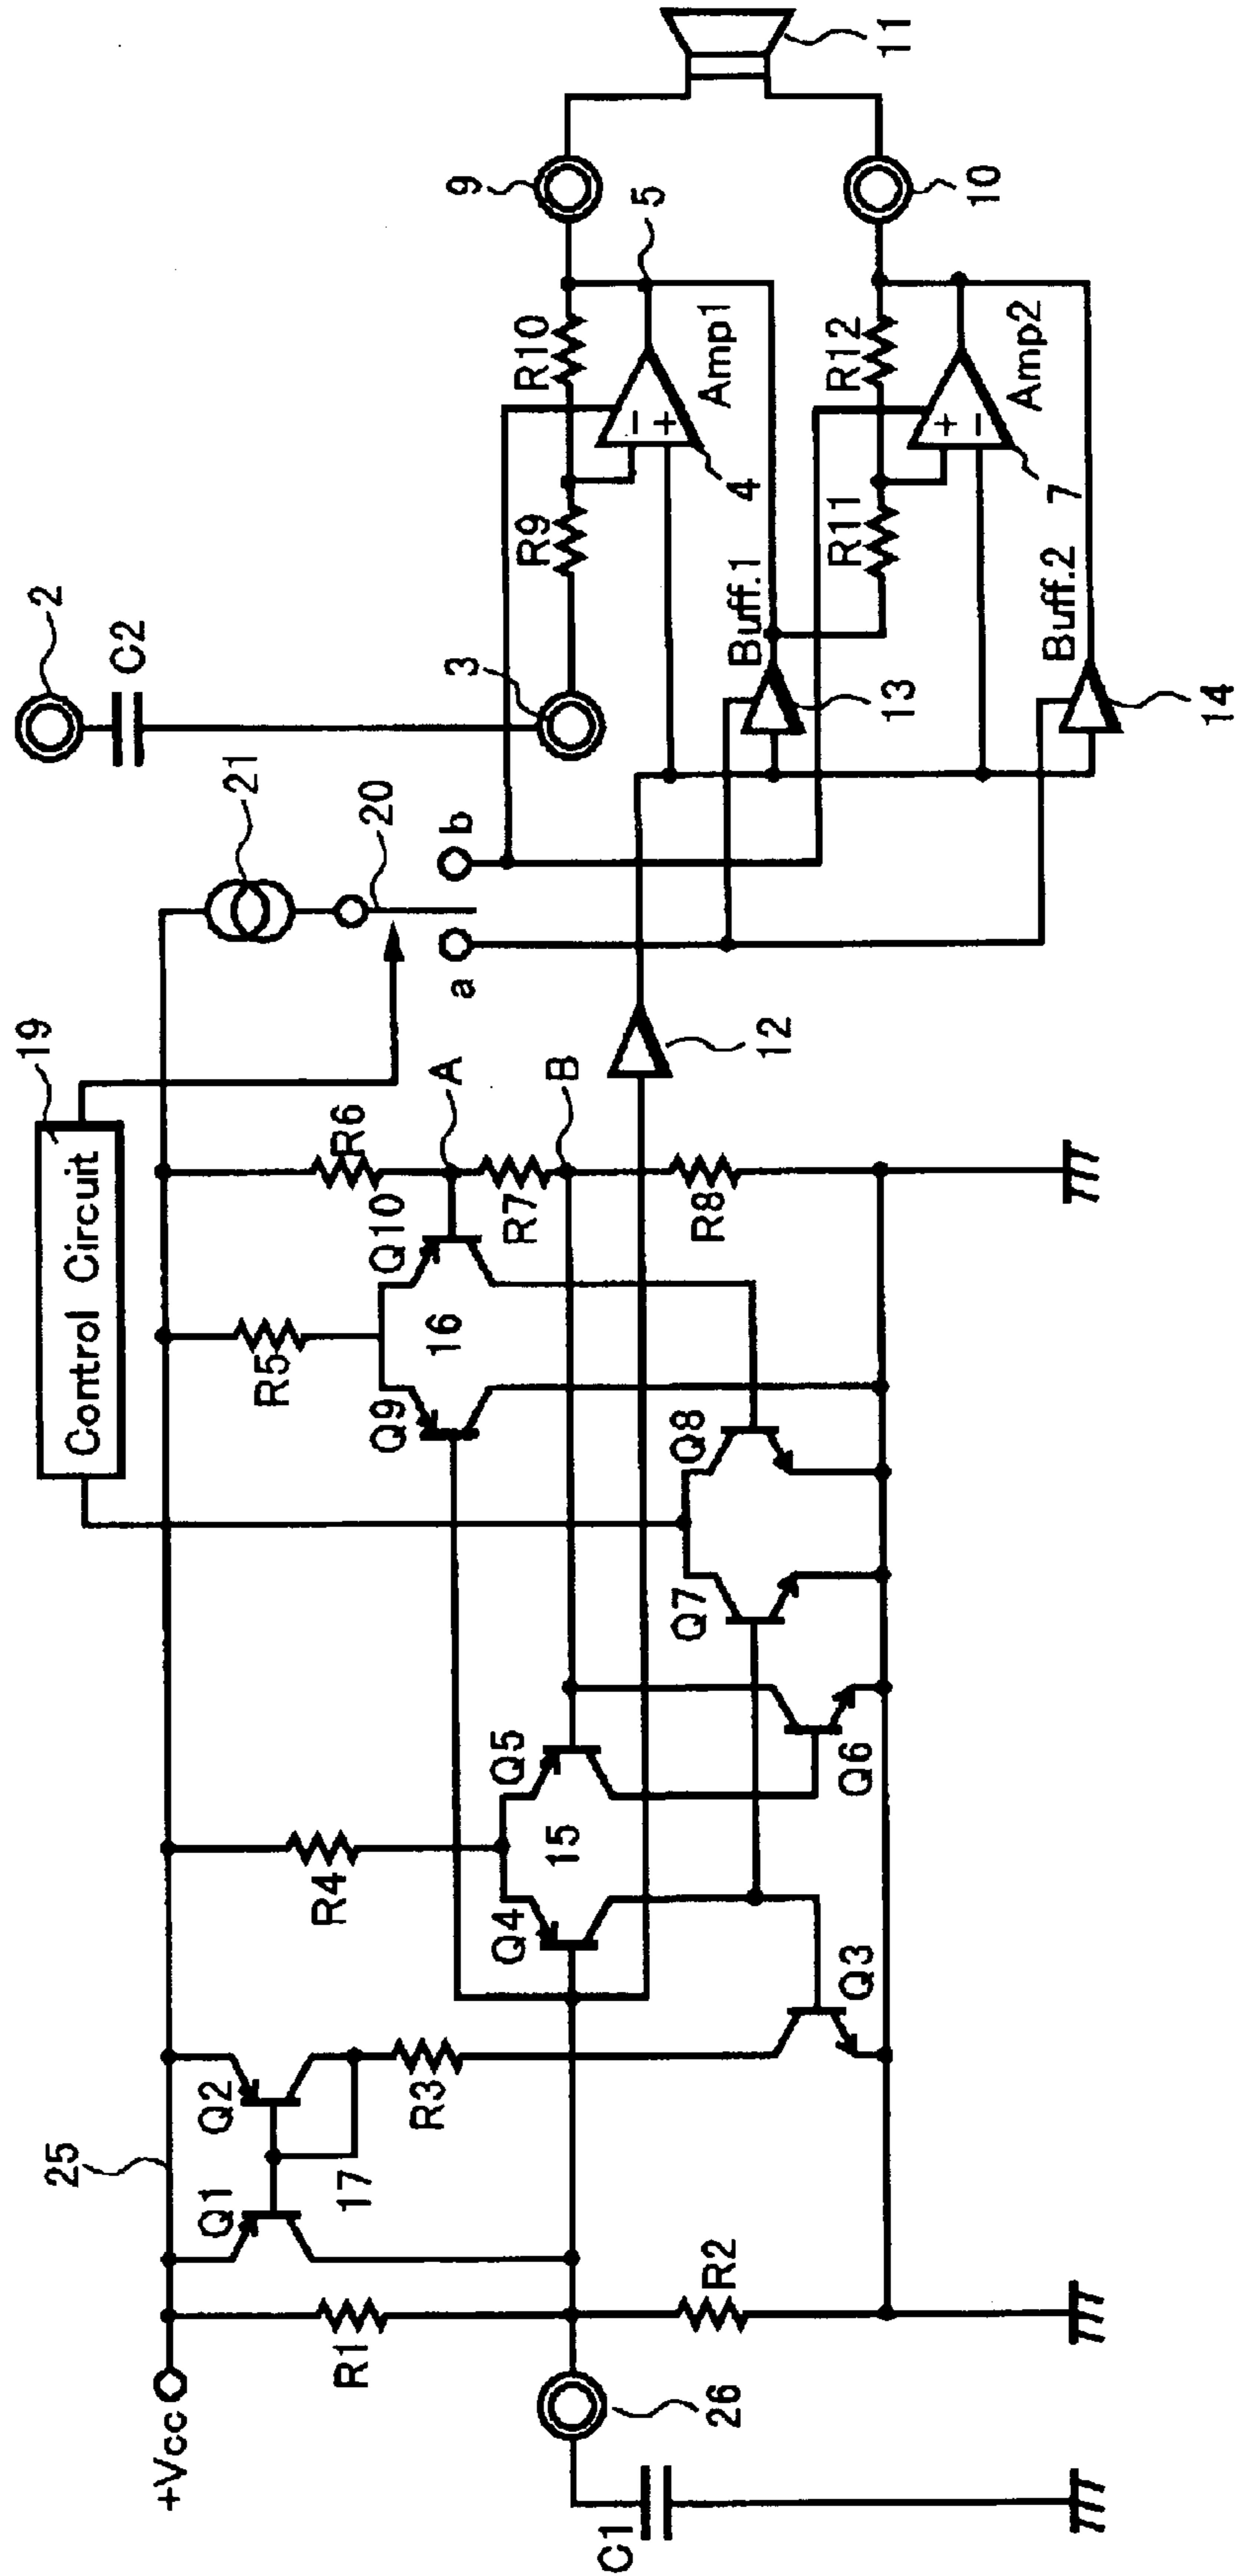 Control Circuit
19
25
+Vcc
Q1
Q2
17
R1
R2
R3
R4
Q3
Q4
15
Q5
Q6
Q7
Q8
Q9
16
Q10
R5
R6
A
R7
B
R8
26
C1
12
21
20
a
b
2
C2
3
R9
R10
9
5
11
-
+
Amp1
4
Buff.1
13
R11
R12
+
-
Amp2
7
10
Buff.2
14